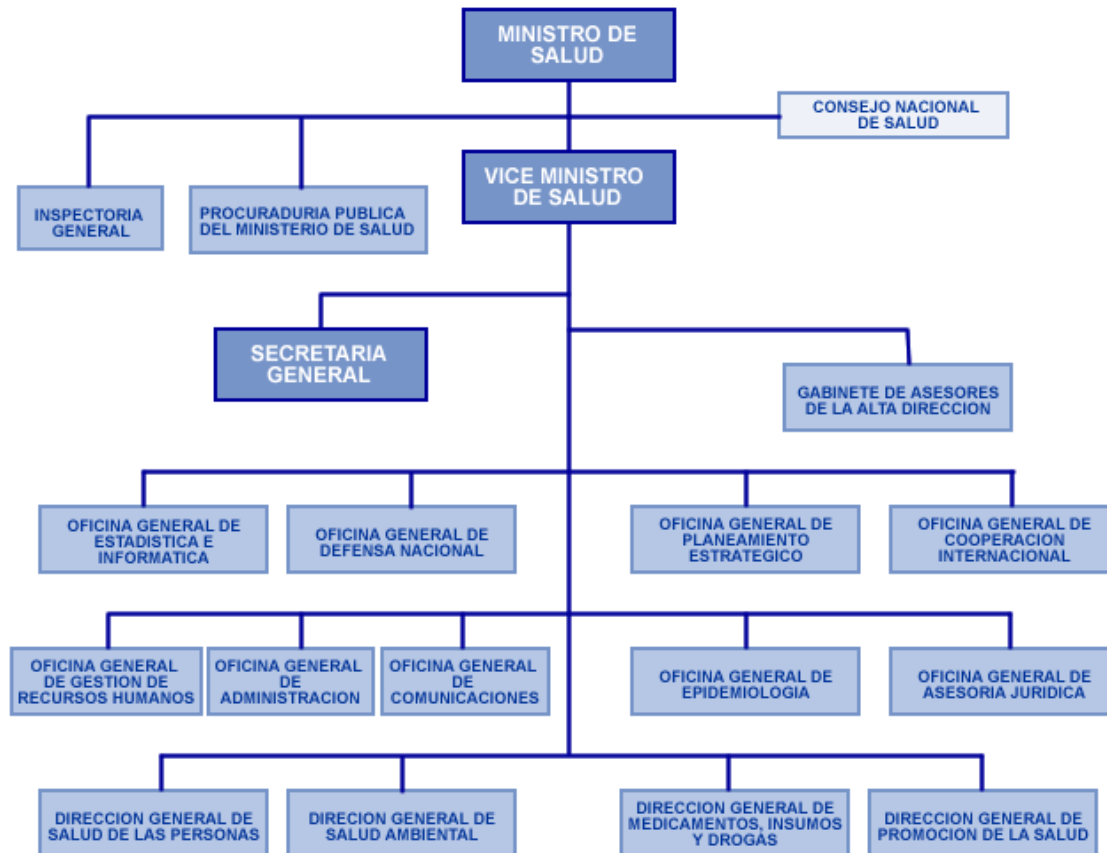 MINISTRO DE
SALUD
CONSEJO NACIONAL
DE SALUD
VICE MINISTRO
DE SALUD
INSPECTORIA
GENERAL
PROCURADURIA PUBLICA
DEL MINISTERIO DE SALUD
SECRETARIA
GENERAL
GABINETE DE ASESORES
DE LA ALTA DIRECCION
OFICINA GENERAL DE
ESTADISTICA E
INFORMATICA
OFICINA GENERAL DE
DEFENSA NACIONAL
OFICINA GENERAL DE
PLANEAMIENTO
ESTRATEGICO
OFICINA GENERAL DE
COOPERACION
INTERNACIONAL
OFICINA GENERAL
DE GESTION DE
RECURSOS HUMANOS
OFICINA GENERAL
DE
ADMINISTRACION
OFICINA GENERAL
DE
COMUNICACIONES
OFICINA GENERAL DE
EPIDEMIOLOGIA
OFICINA GENERAL DE
ASESORIA JURIDICA
DIRECCION GENERAL DE
SALUD DE LAS PERSONAS
DIRECION GENERAL DE
SALUD AMBIENTAL
DIRECCION GENERAL DE
MEDICAMENTOS, INSUMOS
Y DROGAS
DIRECCION GENERAL DE
PROMOCION DE LA SALUD